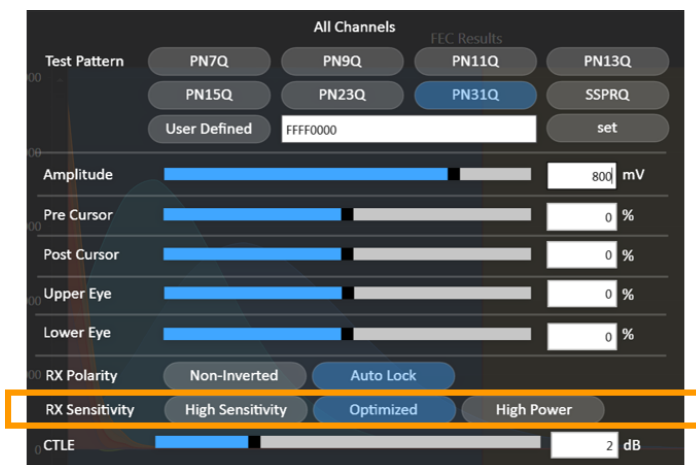 All Channels
FEC Results
Test Pattern PN7Q PN9Q PN11Q PN13Q
PN15Q PN23Q PN31Q SSPRQ
User Defined FFFF0000 set
Amplitude 800 mV
Pre Cursor 0 %
Post Cursor 0 %
Upper Eye 0 %
Lower Eye 0 %
RX Polarity Non-Inverted Auto Lock
RX Sensitivity High Sensitivity Optimized High Power
CTLE 2 dB